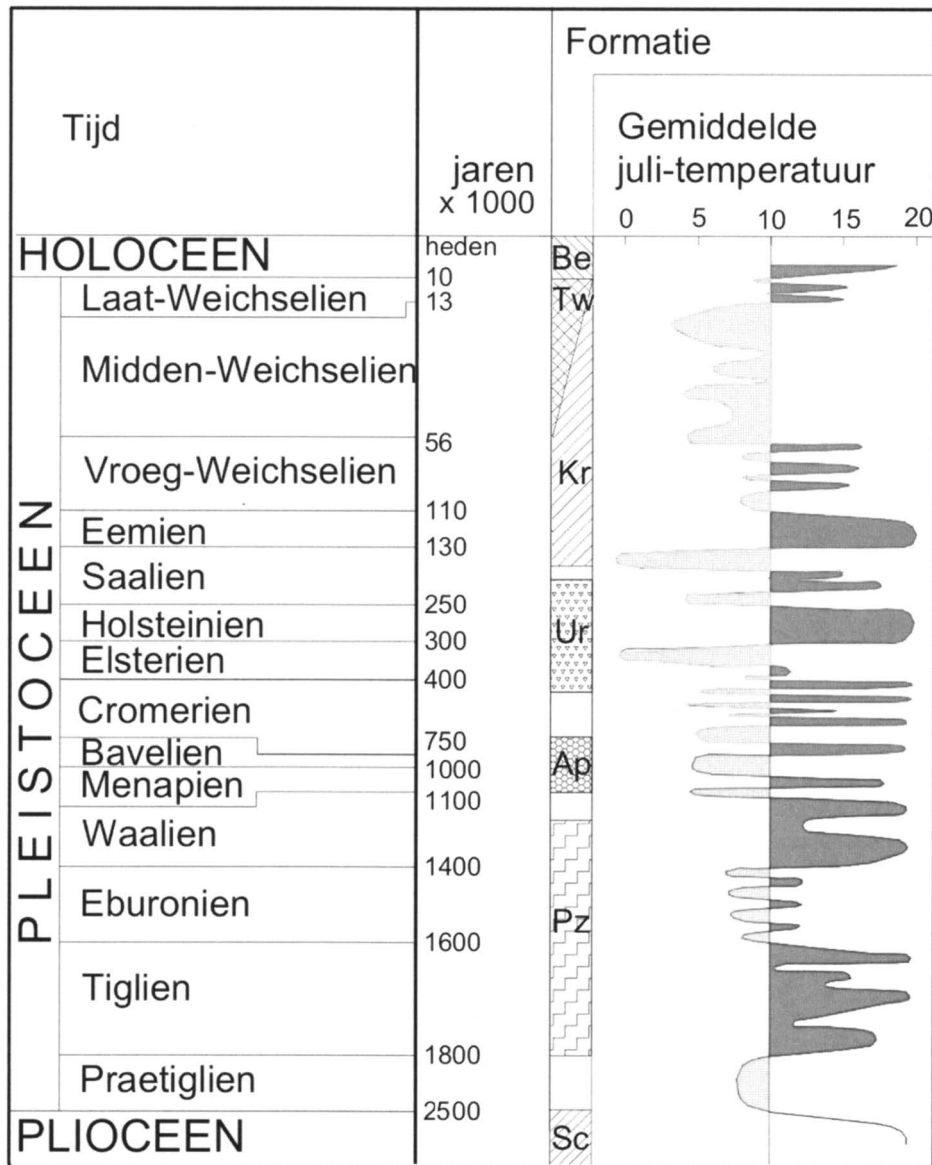 Formatie
Tijd
jaren
x 1000
Gemiddelde
juli-temperatuur
0 5 10 15 20
HOLOCEEN
heden
Be
10
Laat-Weichselien
13
Tw
Midden-Weichselien
56
Vroeg-Weichselien
Kr
110
Eemien
130
Saalien
250
Holsteinien
Ur
300
Elsterien
400
Cromerien
750
Bavelien
Ap
1000
Menapien
1100
Waalien
1400
Eburonien
Pz
1600
Tiglien
1800
Praetiglien
2500
PLEISTOCEEN
PLIOCEEN
Sc